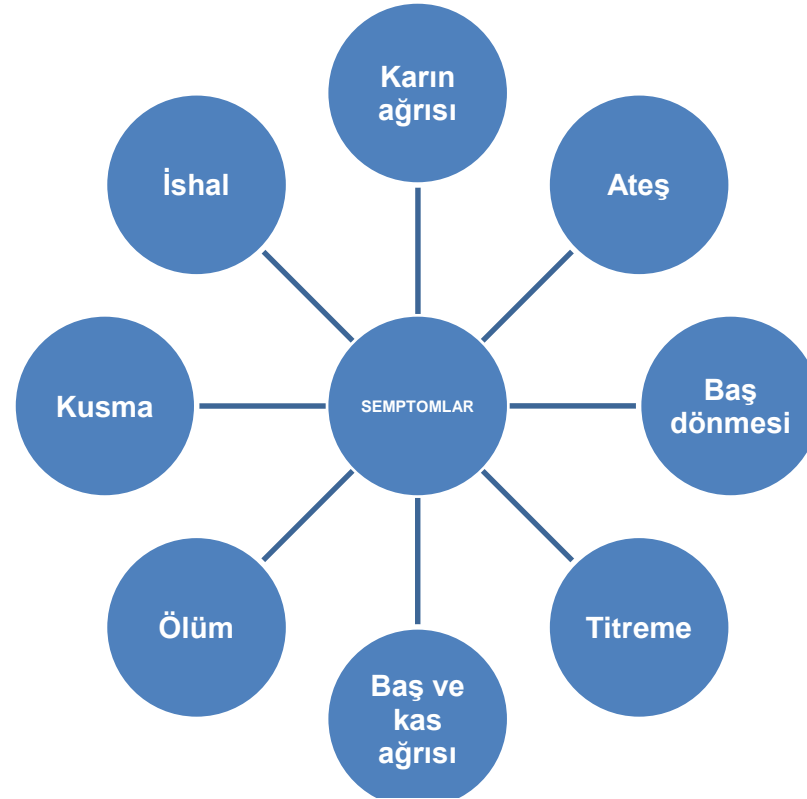 Karın
ağrısı
Ateş
Baş
dönmesi
Titreme
Baş ve
kas
ağrısı
Ölüm
Kusma
İshal
SEMPTOMLAR